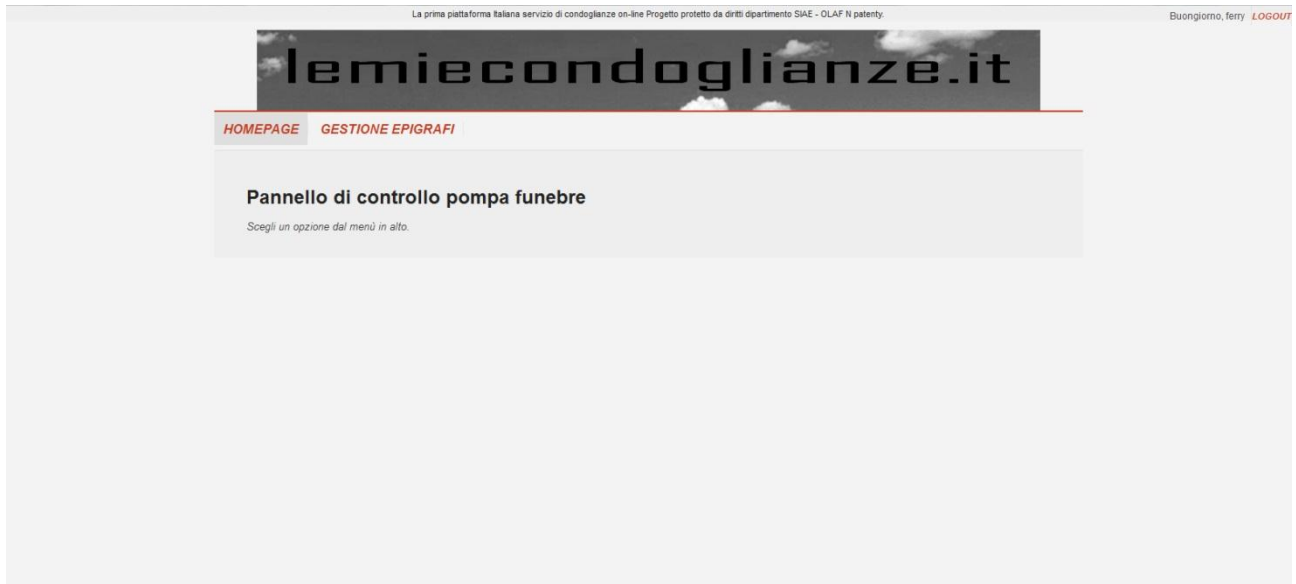 La prima piattaforma Italiana servizio di condoglianze on-line Progetto protetto da diritti dipartimento SIAE - OLAF N patenty.
Buongiorno, ferry LOGOUT
lemiecondoglianze.it
HOMEPAGE GESTIONE EPIGRAFI
Pannello di controllo pompa funebre
Scegli un opzione dal menù in alto.